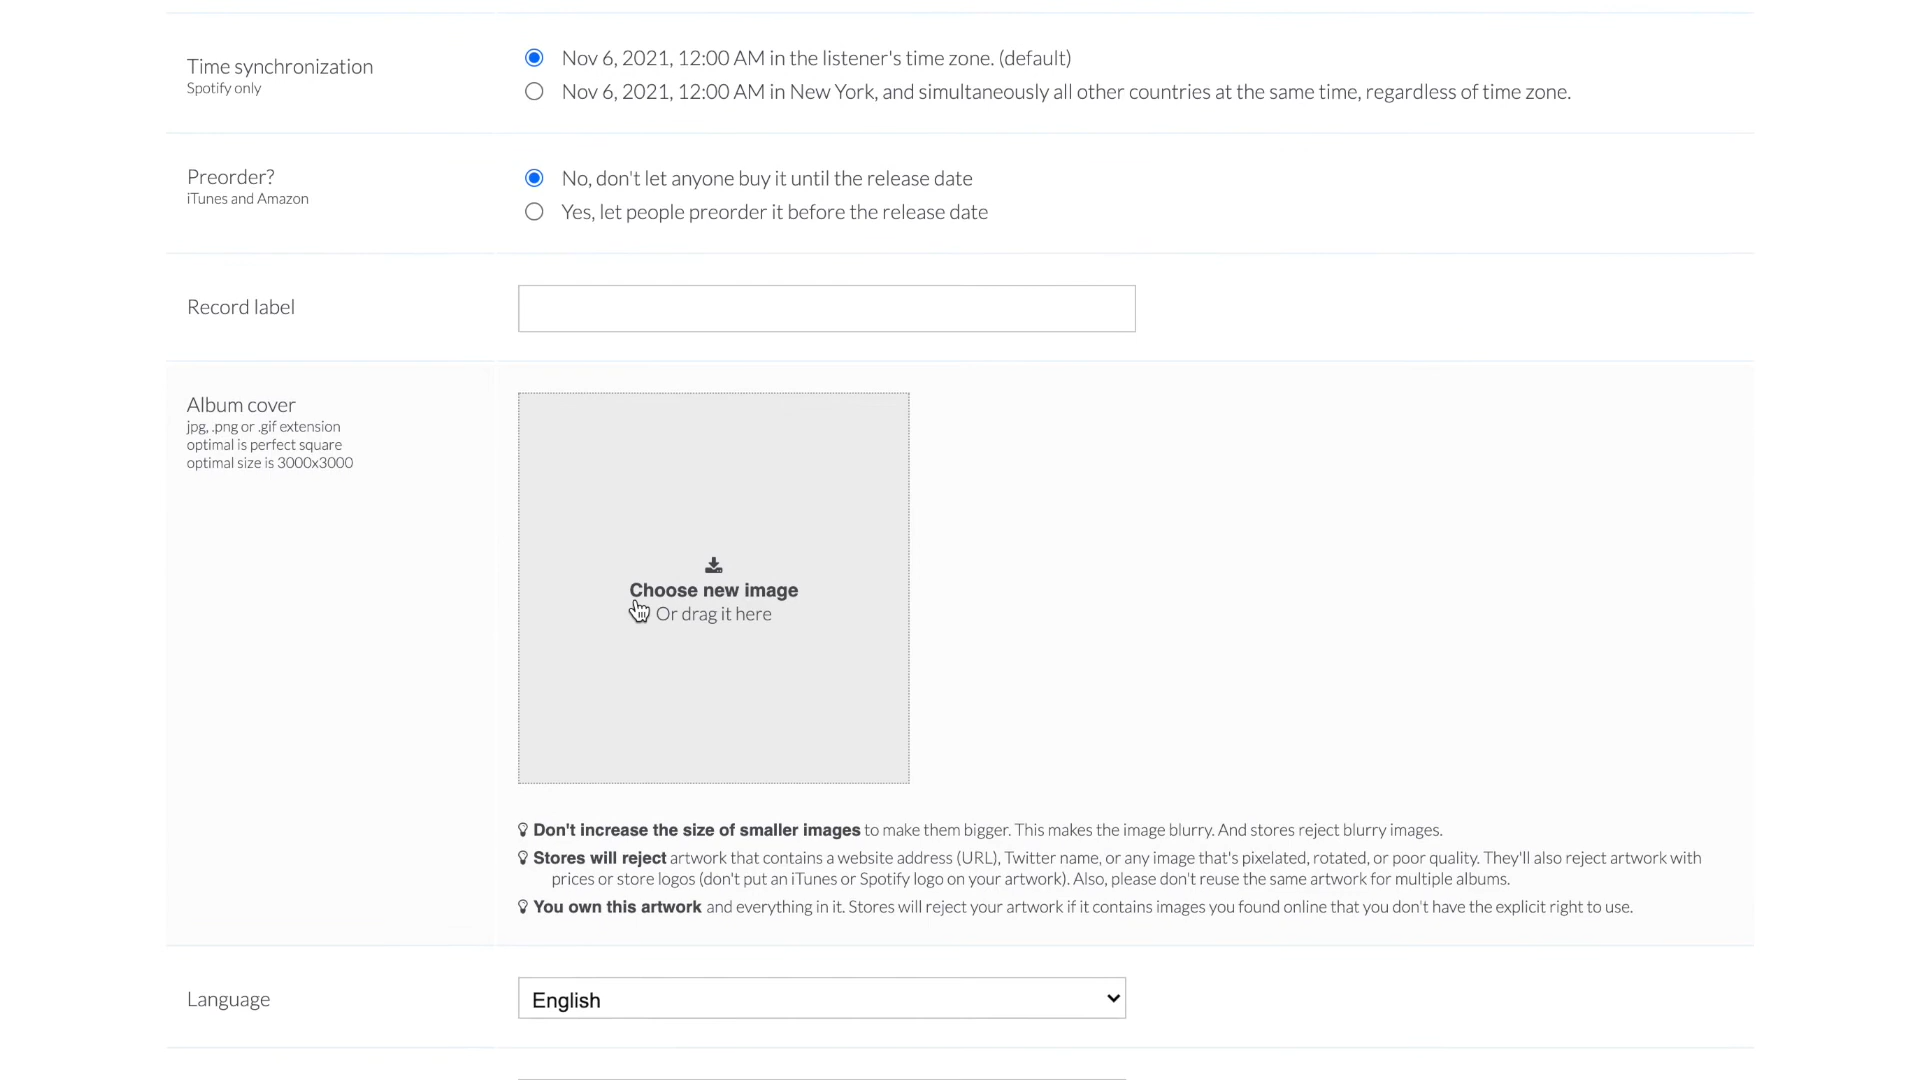 Time synchronization
Spotify only
Nov 6, 2021, 12:00 AM in the listener's time zone. (default)
Nov 6, 2021, 12:00 AM in New York, and simultaneously all other countries at the same time, regardless of time zone.
Preorder?
iTunes and Amazon
No, don't let anyone buy it until the release date
Yes, let people preorder it before the release date
Record label
Album cover
jpg, .png or .gif extension
optimal is perfect square
optimal size is 3000x3000
Choose new image
Or drag it here
Don't increase the size of smaller images to make them bigger. This makes the image blurry. And stores reject blurry images.
Stores will reject artwork that contains a website address (URL), Twitter name, or any image that's pixelated, rotated, or poor quality. They'll also reject artwork with
prices or store logos (don't put an iTunes or Spotify logo on your artwork). Also, please don't reuse the same artwork for multiple albums.
You own this artwork and everything in it. Stores will reject your artwork if it contains images you found online that you don't have the explicit right to use.
Language
English